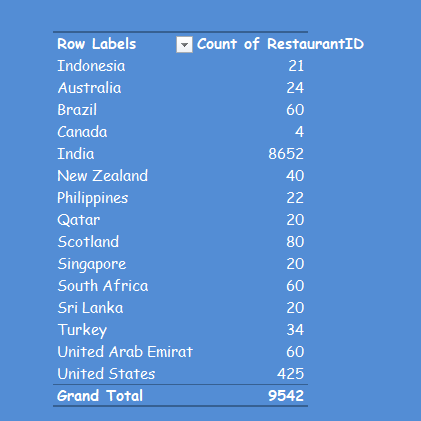 Row Labels Count of RestaurantID
Indonesia 21
Australia 24
Brazil 60
Canada 4
India 8652
New Zealand 40
Philippines 22
Qatar 20
Scotland 80
Singapore 20
South Africa 60
Sri Lanka 20
Turkey 34
United Arab Emirat 60
United States 425
Grand Total 9542